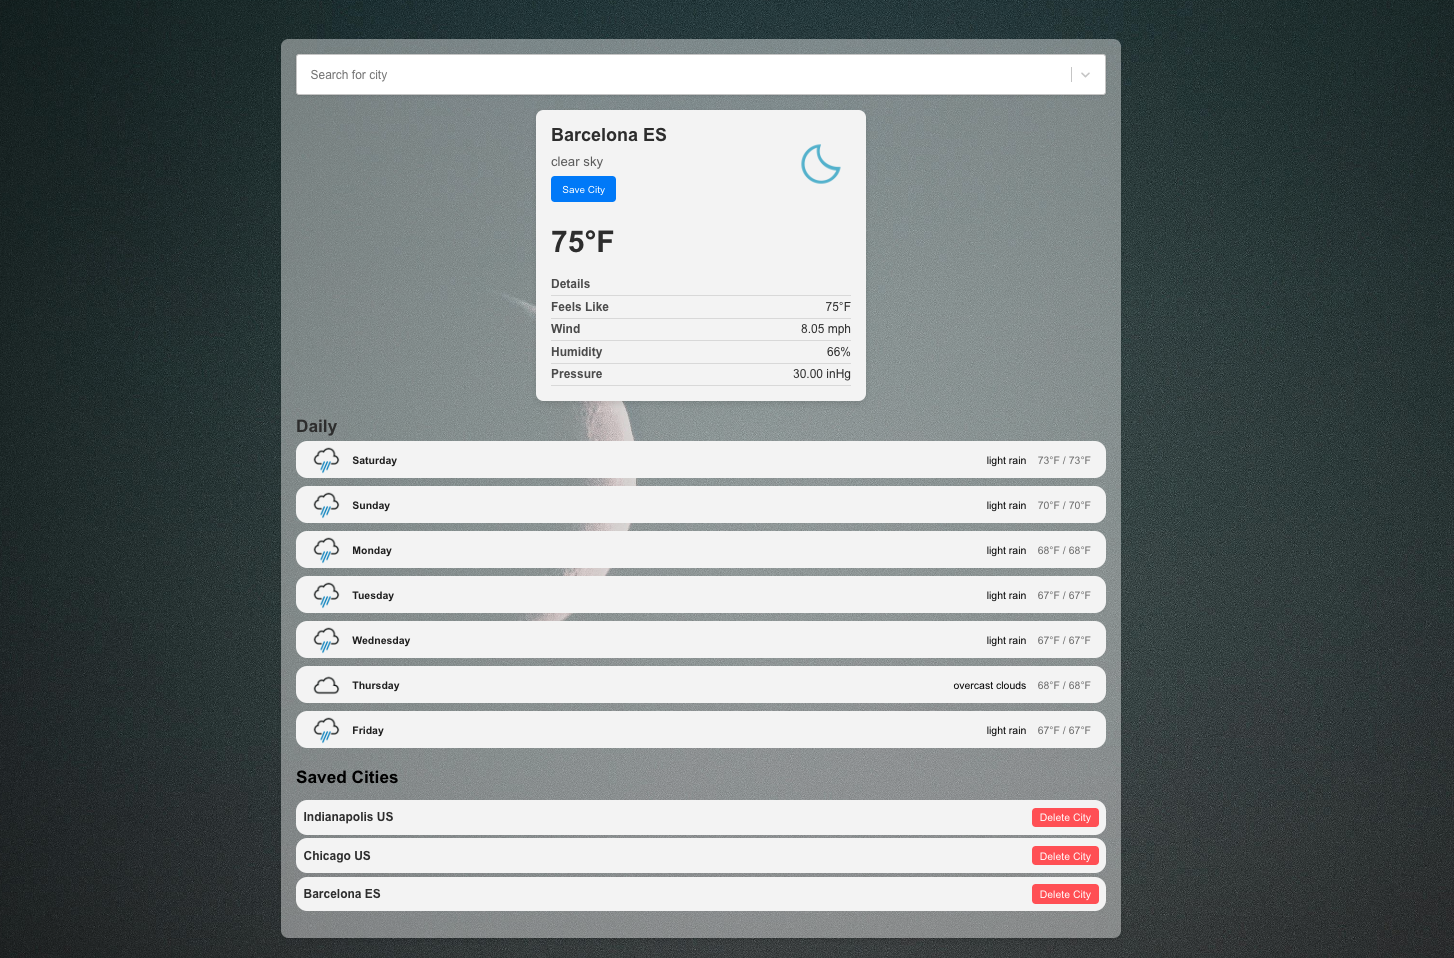 Search for city
Barcelona ES
clear sky
Save City
75°F
Details
Feels Like 75°F
Wind 8.05 mph
Humidity 66%
Pressure 30.00 inHg
Daily
Saturday light rain 73°F / 73°F
Sunday light rain 70°F / 70°F
Monday light rain 68°F / 68°F
Tuesday light rain 67°F / 67°F
Wednesday light rain 67°F / 67°F
Thursday overcast clouds 68°F / 68°F
Friday light rain 67°F / 67°F
Saved Cities
Indianapolis US Delete City
Chicago US Delete City
Barcelona ES Delete City